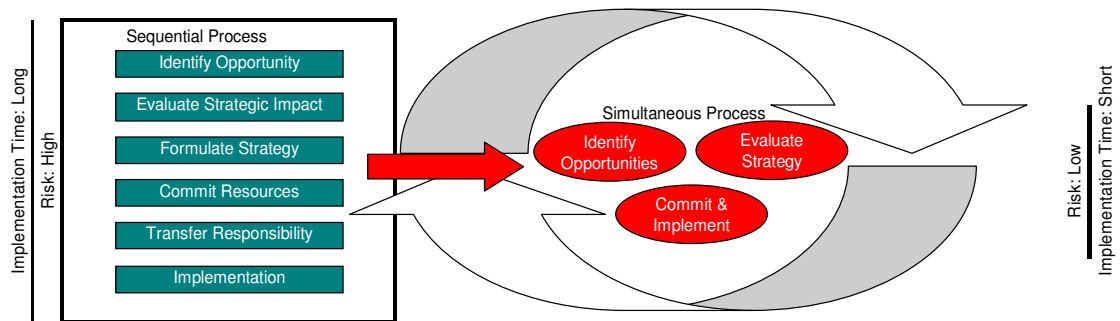 Implementation Time: Long
Risk: High
Sequential Process
Identify Opportunity
Evaluate Strategic Impact
Formulate Strategy
Commit Resources
Transfer Responsibility
Implementation
Simultaneous Process
Identify
Opportunities
Evaluate
Strategy
Commit &
Implement
Risk: Low
Implementation Time: Short